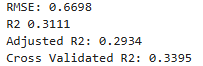 RMSE: 0.6698
R2 0.3111
Adjusted R2: 0.2934
Cross Validated R2: 0.3395